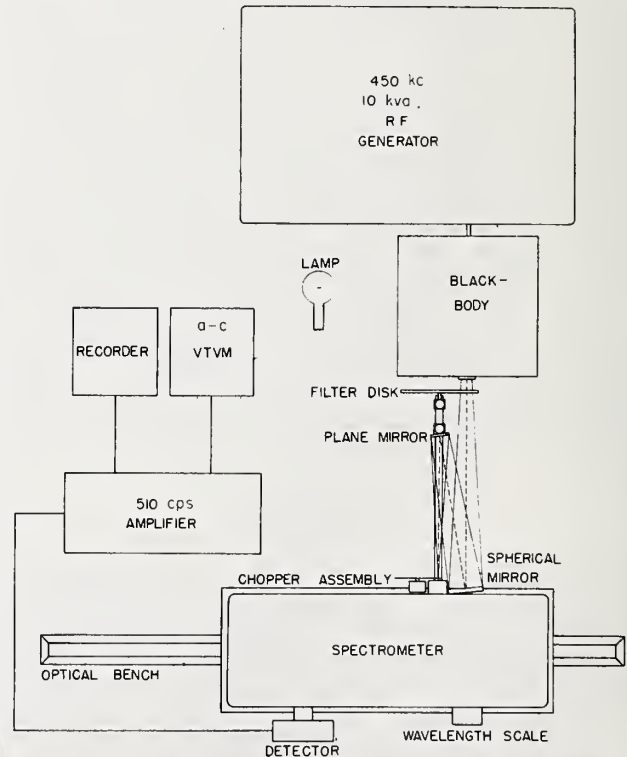 450 kc
10 kva.
RF
GENERATOR
LAMP
BLACK-
BODY
RECORDER
a-c
VTVM
FILTER DISK
PLANE MIRROR
510 cps
AMPLIFIER
SPHERICAL
MIRROR
CHOPPER ASSEMBLY
SPECTROMETER
OPTICAL BENCH
WAVELENGTH SCALE
DETECTOR